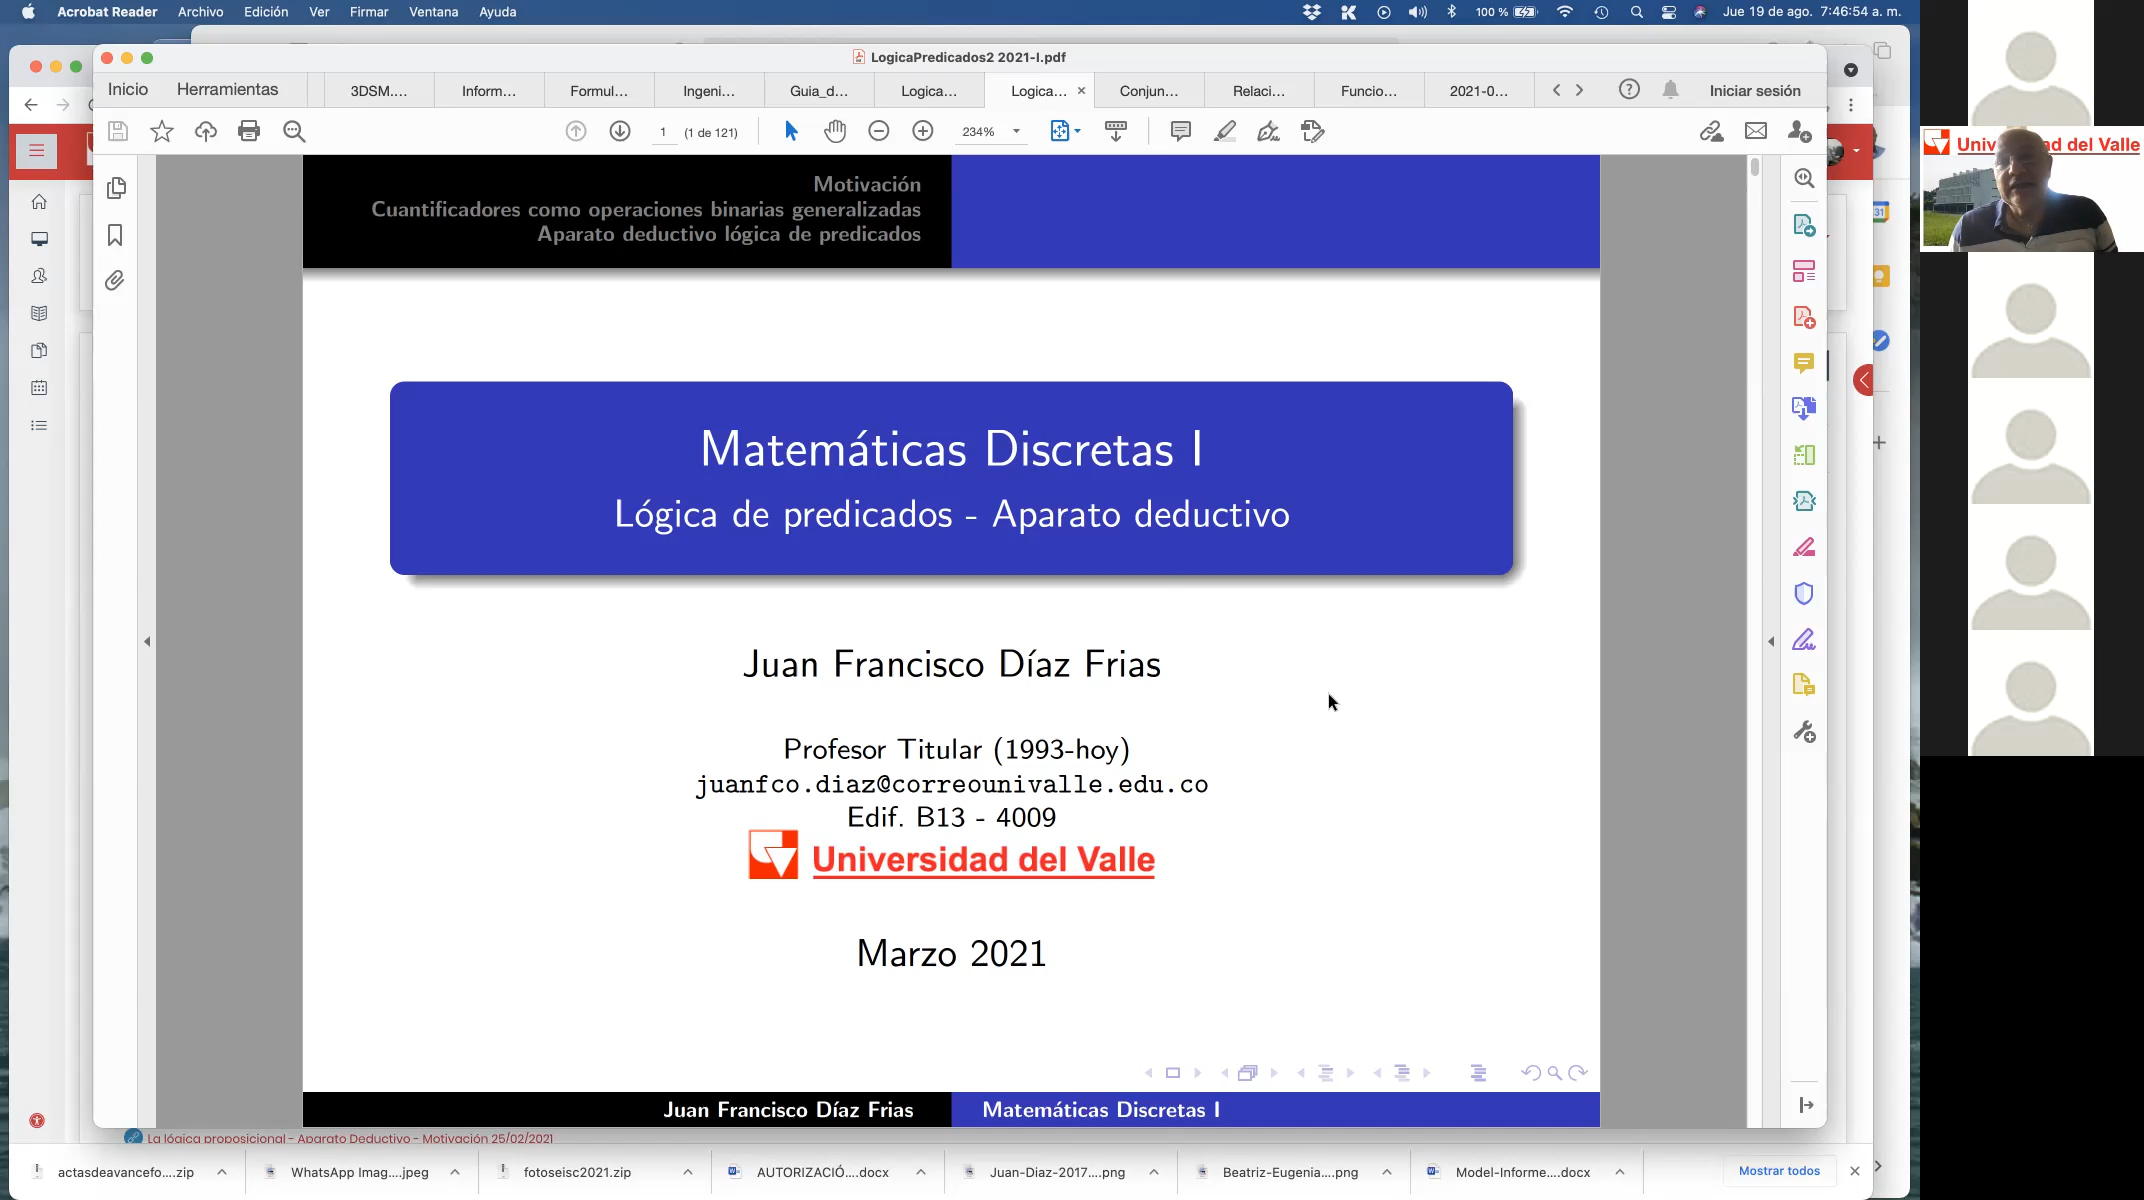 Acrobat Reader Archivo Edición Ver Firmar Ventana Ayuda
100 % Jue 19 de ago. 7:46:54 a. m.
LogicaPredicados2 2021-I.pdf
Inicio Herramientas 3DSM.... Inform... Formul... Ingeni... Guia_d... Logica... Logica... × Conjun... Relaci... Funcio... 2021-0... Iniciar sesión
1 (1 de 121) 234%
Motivación
Cuantificadores como operaciones binarias generalizadas
Aparato deductivo lógica de predicados
Matemáticas Discretas I
Lógica de predicados - Aparato deductivo
Juan Francisco Díaz Frias
Profesor Titular (1993-hoy)
juanfco.diaz@correounivalle.edu.co
Edif. B13 - 4009
Universidad del Valle
Marzo 2021
Juan Francisco Díaz Frias Matemáticas Discretas I
La lógica proposicional - Aparato Deductivo - Motivación 25/02/2021
actasdeavancefo....zip WhatsApp Imag....jpeg fotoseisc2021.zip AUTORIZACIÓ....docx Juan-Diaz-2017....png Beatriz-Eugenia....png Model-Informe....docx Mostrar todos
31
del Valle